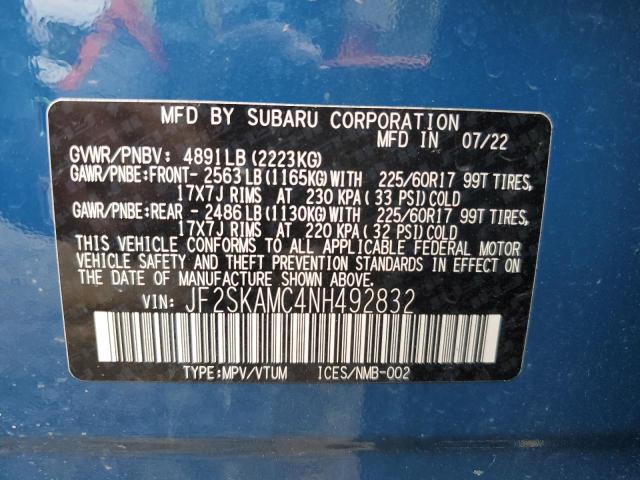 MFD BY SUBARU CORPORATION
MFD IN 07/22
GVWR/PNBV: 4891LB (2223KG)
GAWR/PNBE:FRONT- 2563LB (1165KG)WITH 225/60R17 99T TIRES,
17X7J RIMS AT 230 KPA (33 PSI)COLD
GAWR/PNBE:REAR - 2486LB (1130KG)WITH 225/60R17 99T TIRES,
17X7J RIMS AT 220 KPA (32 PSI)COLD
THIS VEHICLE CONFORMS TO ALL APPLICABLE FEDERAL MOTOR
VEHICLE SAFETY AND THEFT PREVENTION STANDARDS IN EFFECT
ON THE DATE OF MANUFACTURE SHOWN ABOVE.
VIN: JF2SKAMC4NH492832
TYPE:MPV/VTUM ICES/NMB-002